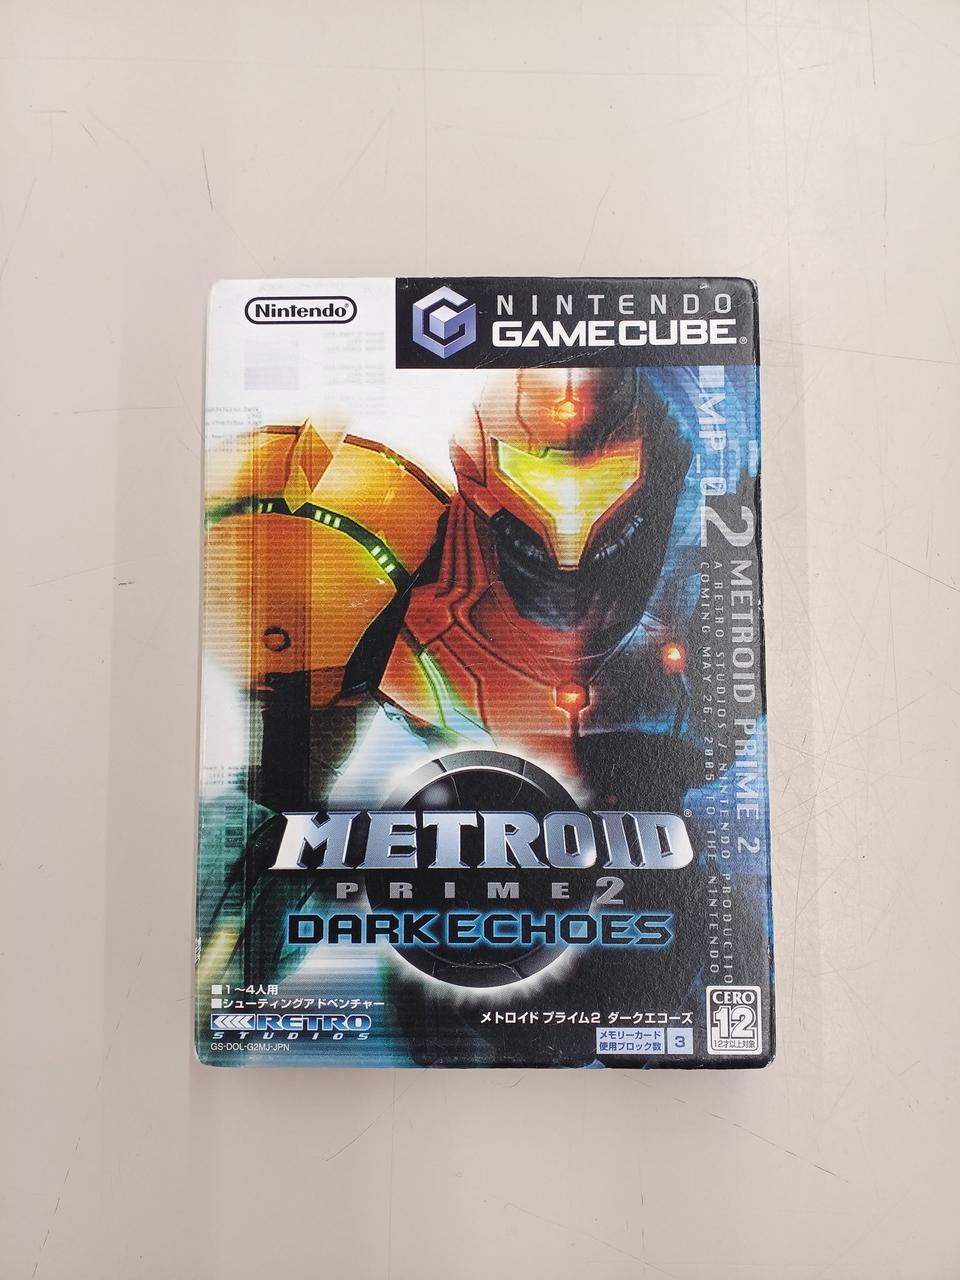 Nintendo®
NINTENDO
GAMECUBE®
MP_02
METROID PRIME 2
A RETRO STUDIOS / NINTENDO PRODUCTIO
COMING MAY 26, 2005 TO THE NINTENDO
METROID®
PRIME 2
DARK ECHOES
■1〜4人用
■シューティングアドベンチャー
RETRO
STUDIOS
GS-DOL-G2MJ-JPN
メトロイド プライム2 ダークエコーズ
メモリーカード
使用ブロック数 3
CERO
12
12才以上対象